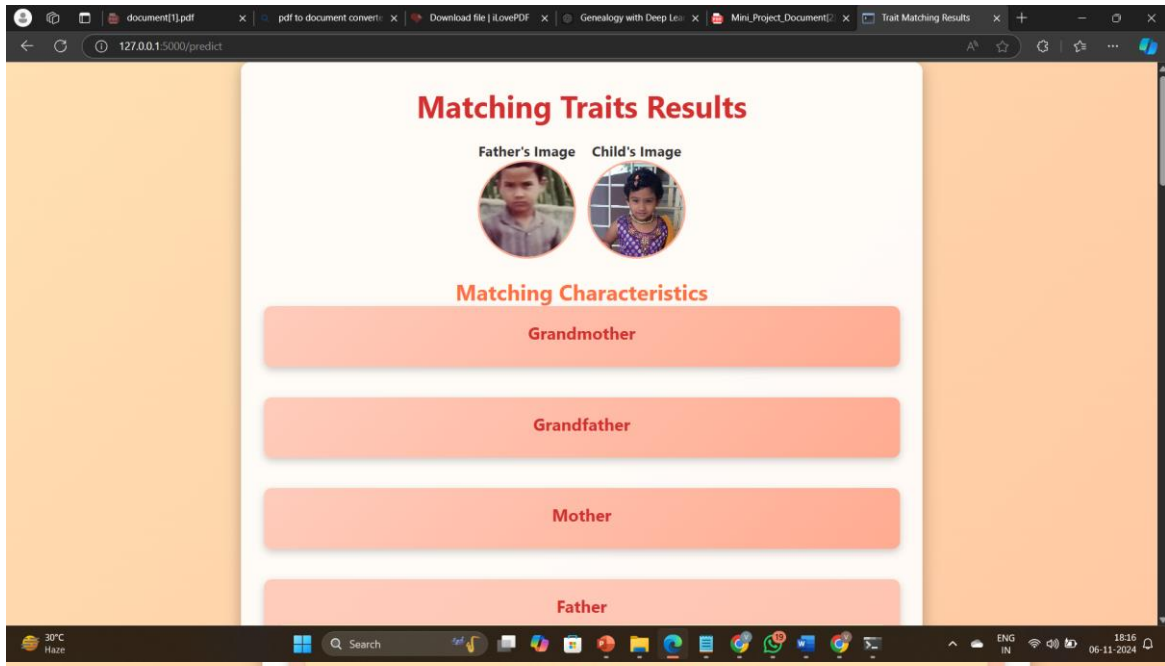 document[1].pdf
pdf to document converte
Download file | iLovePDF
Genealogy with Deep Lea
Mini_Project_Document[2]
Trait Matching Results
127.0.0.1:5000/predict
Matching Traits Results
Father's Image Child's Image
Matching Characteristics
Grandmother
Grandfather
Mother
Father
30°C
Haze
Search
19
ENG
IN
18:16
06-11-2024